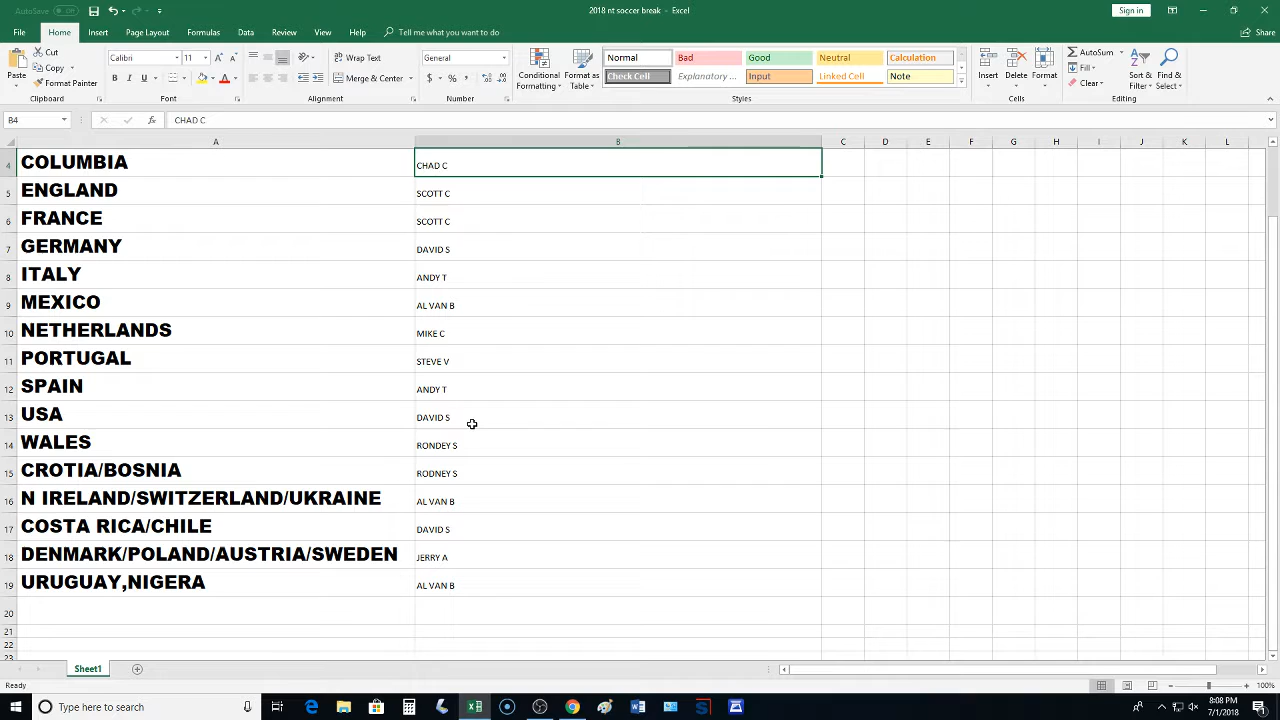 AutoSave Off
2018 nt soccer break - Excel
Sign in
File Home Insert Page Layout Formulas Data Review View Help Tell me what you want to do Share
Paste Cut Copy Format Painter Clipboard
Calibri 11 B I U A A A Font
Wrap Text Merge & Center Alignment
General $ % , Number
Conditional Formatting Format as Table
Normal Bad Good Neutral Calculation
Check Cell Explanatory ... Input Linked Cell Note
Styles
Insert Delete Format Cells
AutoSum Fill Clear Sort & Filter Find & Select Editing
B4 fx CHAD C
A B C D E F G H I J K L
4 COLUMBIA CHAD C
5 ENGLAND SCOTT C
6 FRANCE SCOTT C
7 GERMANY DAVID S
8 ITALY ANDY T
9 MEXICO AL VAN B
10 NETHERLANDS MIKE C
11 PORTUGAL STEVE V
12 SPAIN ANDY T
13 USA DAVID S
14 WALES RONDEY S
15 CROTIA/BOSNIA RODNEY S
16 N IRELAND/SWITZERLAND/UKRAINE AL VAN B
17 COSTA RICA/CHILE DAVID S
18 DENMARK/POLAND/AUSTRIA/SWEDEN JERRY A
19 URUGUAY,NIGERA AL VAN B
20
21
22
23
Sheet1
Ready 100%
Type here to search
8:08 PM
7/1/2018